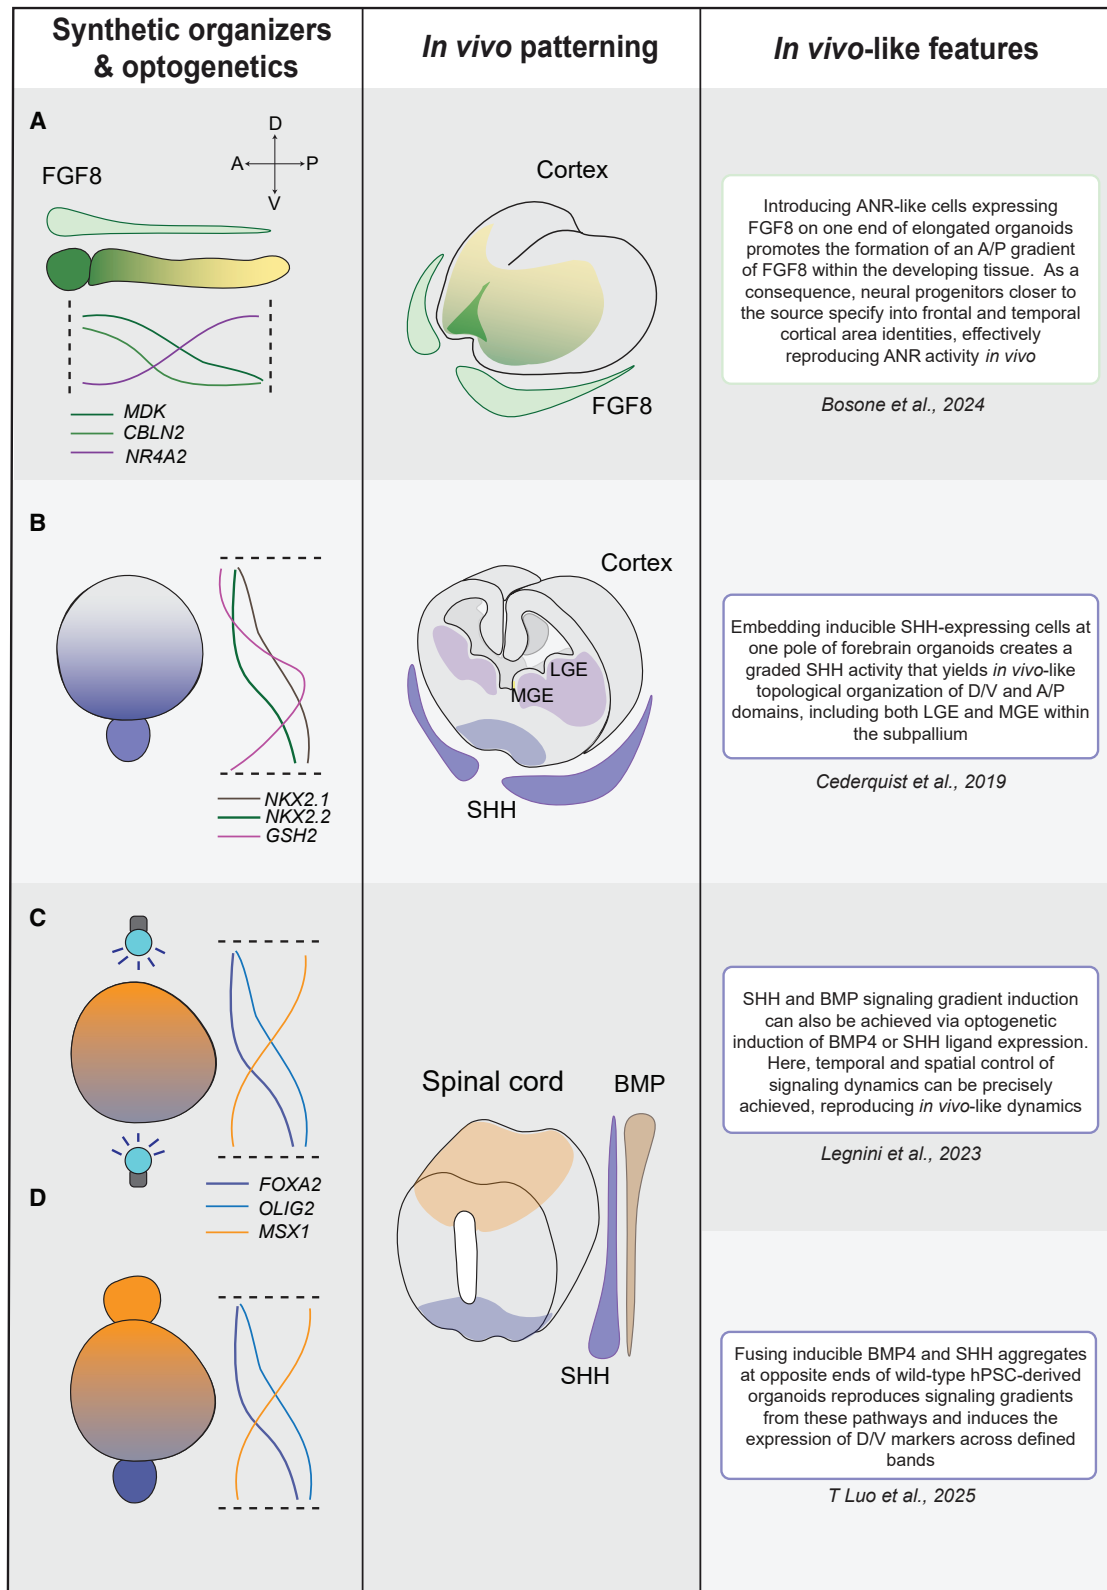 Synthetic organizers
& optogenetics
In vivo patterning
In vivo-like features
A
D
A
P
V
FGF8
MDK
CBLN2
NR4A2
Cortex
FGF8
Introducing ANR-like cells expressing
FGF8 on one end of elongated organoids
promotes the formation of an A/P gradient
of FGF8 within the developing tissue. As a
consequence, neural progenitors closer to
the source specify into frontal and temporal
cortical area identities, effectively
reproducing ANR activity in vivo
Bosone et al., 2024
B
NKX2.1
NKX2.2
GSH2
Cortex
LGE
MGE
SHH
Embedding inducible SHH-expressing cells at
one pole of forebrain organoids creates a
graded SHH activity that yields in vivo-like
topological organization of D/V and A/P
domains, including both LGE and MGE within
the subpallium
Cederquist et al., 2019
C
FOXA2
OLIG2
MSX1
D
Spinal cord
BMP
SHH
SHH and BMP signaling gradient induction
can also be achieved via optogenetic
induction of BMP4 or SHH ligand expression.
Here, temporal and spatial control of
signaling dynamics can be precisely
achieved, reproducing in vivo-like dynamics
Legnini et al., 2023
Fusing inducible BMP4 and SHH aggregates
at opposite ends of wild-type hPSC-derived
organoids reproduces signaling gradients
from these pathways and induces the
expression of D/V markers across defined
bands
T Luo et al., 2025